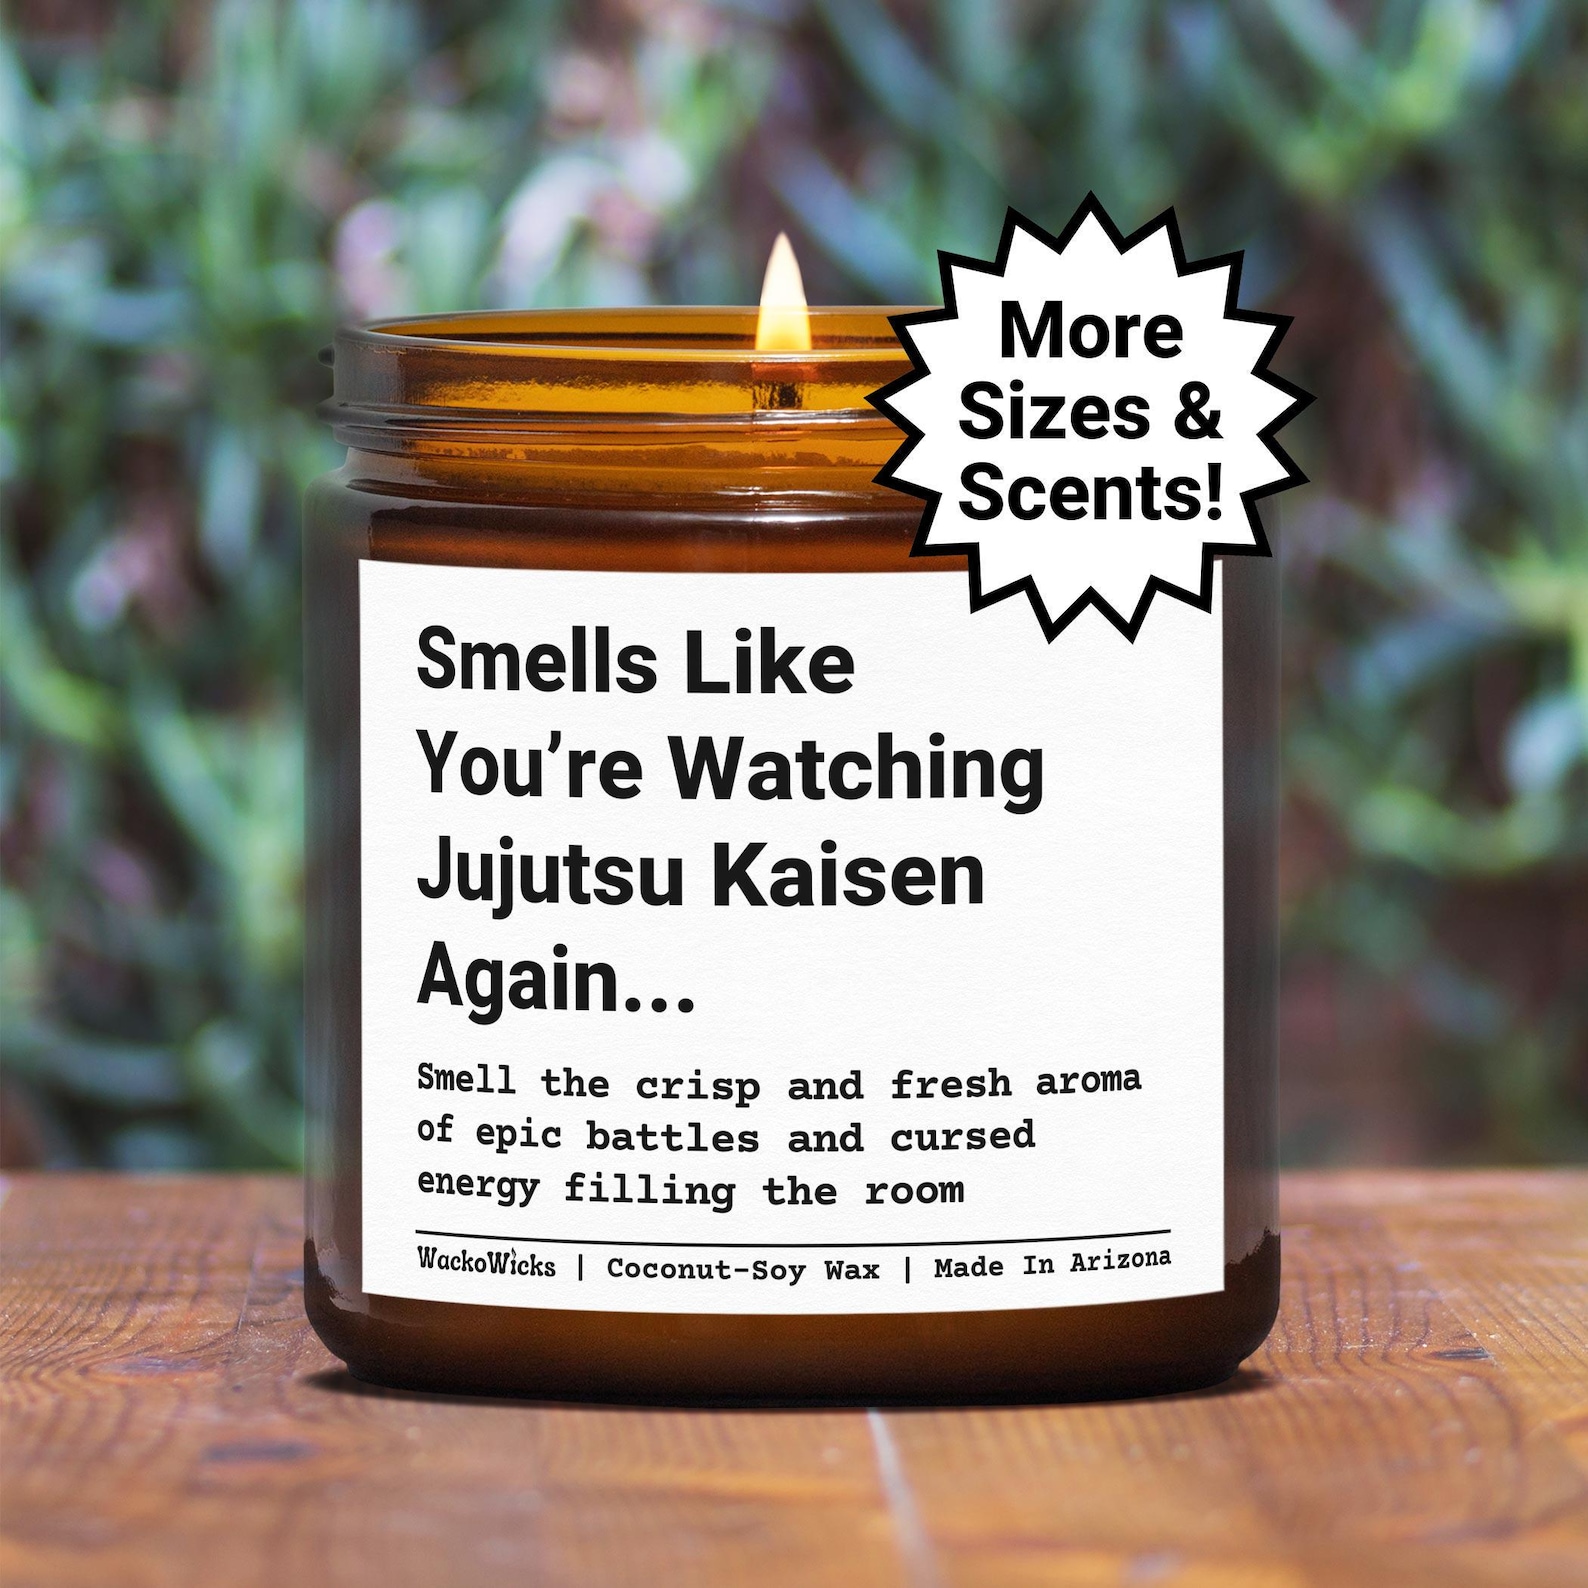 More
Sizes &
Scents!
Smells Like
You’re Watching
Jujutsu Kaisen
Again...
Smell the crisp and fresh aroma
of epic battles and cursed
energy filling the room
WackoWicks | Coconut-Soy Wax | Made In Arizona